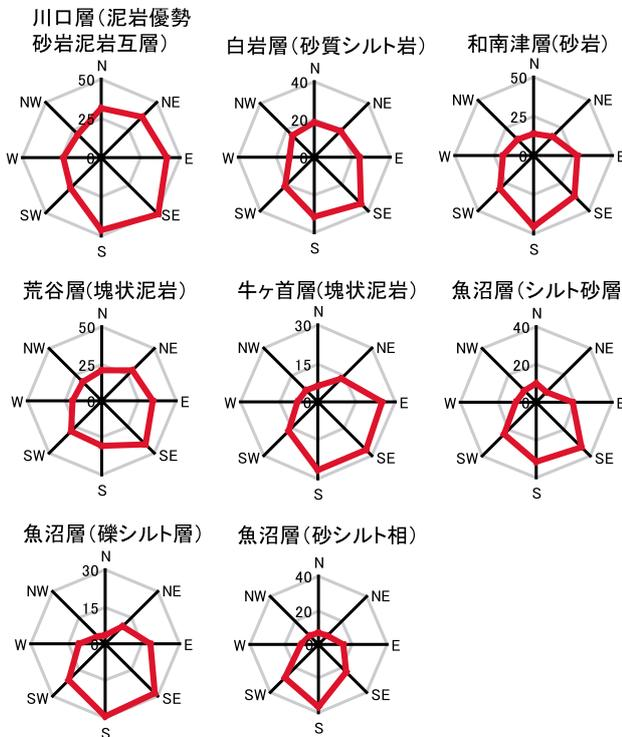 川口層（泥岩優勢
砂岩泥岩互層）
N
50
NW
NE
25
W
0
E
SW
SE
S
白岩層（砂質シルト岩）
N
40
NW
NE
20
W
0
E
SW
SE
S
和南津層（砂岩）
N
50
NW
NE
25
W
0
E
SW
SE
S
荒谷層（塊状泥岩）
N
50
NW
NE
25
W
0
E
SW
SE
S
牛ヶ首層（塊状泥岩）
N
30
NW
NE
15
W
0
E
SW
SE
S
魚沼層（シルト砂層
N
40
NW
NE
20
W
0
E
SW
SE
S
魚沼層（礫シルト層）
N
30
NW
NE
15
W
0
E
SW
SE
S
魚沼層（砂シルト相）
N
40
NW
NE
20
W
0
E
SW
SE
S